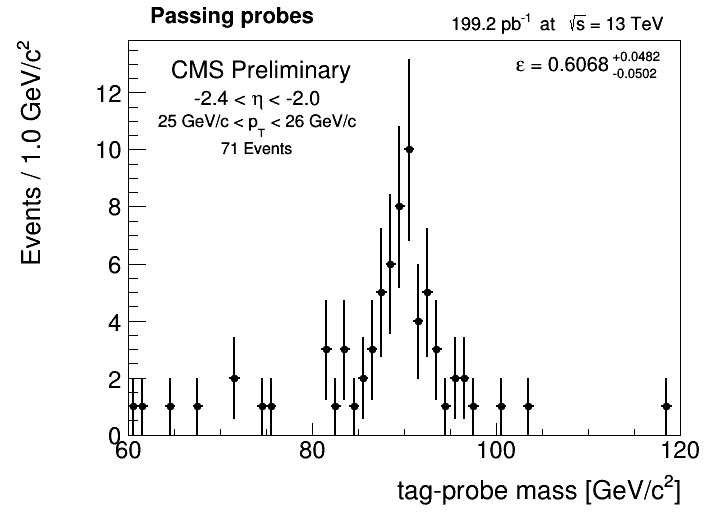 Passing probes
199.2 pb⁻¹ at √s = 13 TeV
CMS Preliminary
-2.4 < η < -2.0
25 GeV/c < p_T < 26 GeV/c
71 Events
ε = 0.6068 +0.0482 -0.0502
Events / 1.0 GeV/c²
12
10
8
6
4
2
0
60 80 100 120
tag-probe mass [GeV/c²]